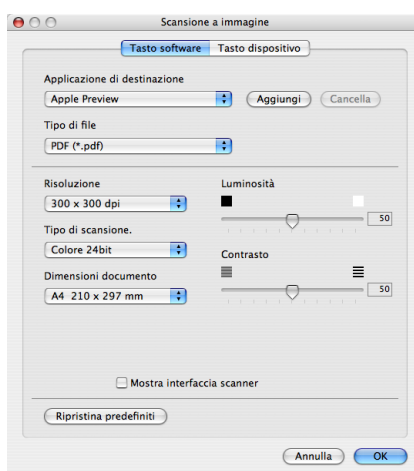 Scansione a immagine
Tasto software Tasto dispositivo
Applicazione di destinazione
Apple Preview Aggiungi Cancella
Tipo di file
PDF (*.pdf)
Risoluzione Luminosità
300 x 300 dpi
50
Tipo di scansione.
Colore 24bit
Contrasto
Dimensioni documento
A4 210 x 297 mm 50
Mostra interfaccia scanner
Ripristina predefiniti
Annulla OK